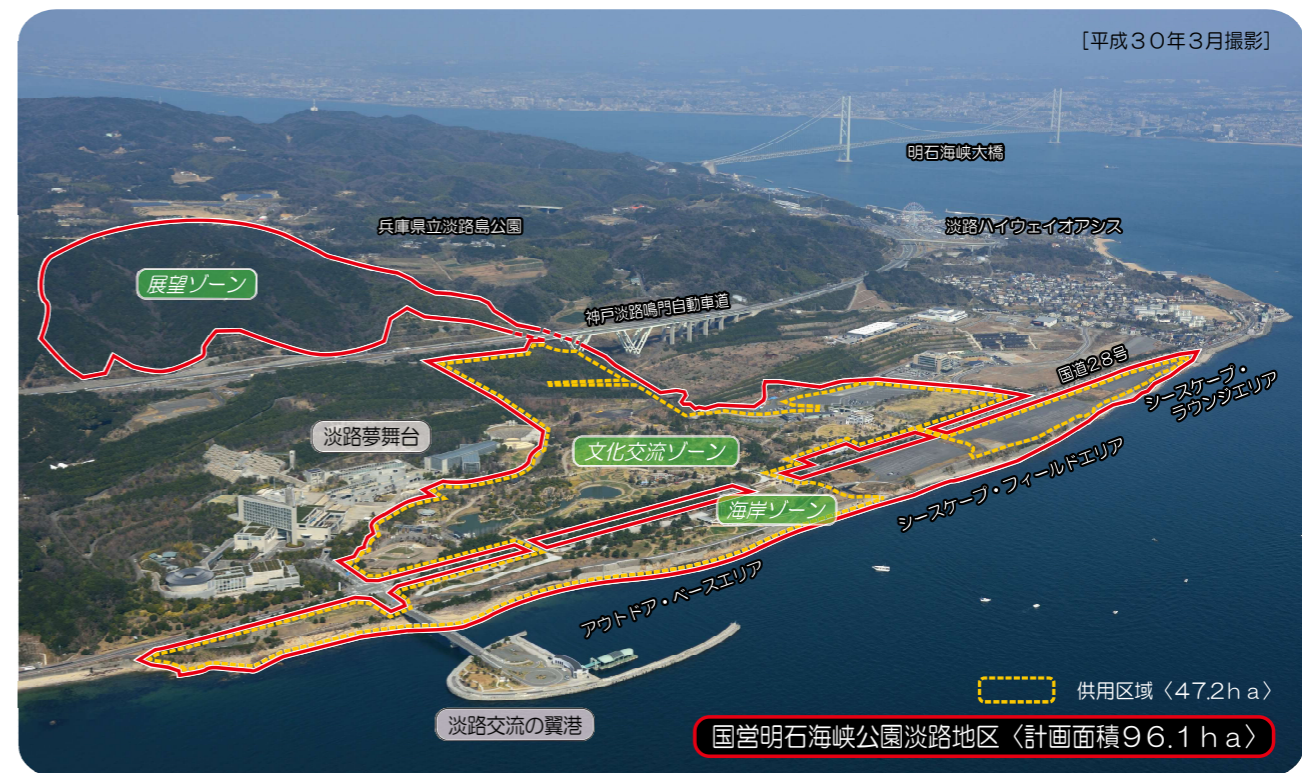 [平成30年3月撮影]
明石海峡大橋
兵庫県立淡路島公園
淡路ハイウェイオアシス
展望ゾーン
神戸淡路鳴門自動車道
国道28号
シースケープ・
ラウンジエリア
淡路夢舞台
文化交流ゾーン
海岸ゾーン
シースケープ・フィールドエリア
アウトドア・ベースエリア
供用区域〈47.2ha〉
淡路交流の翼港
国営明石海峡公園淡路地区〈計画面積96.1ha〉